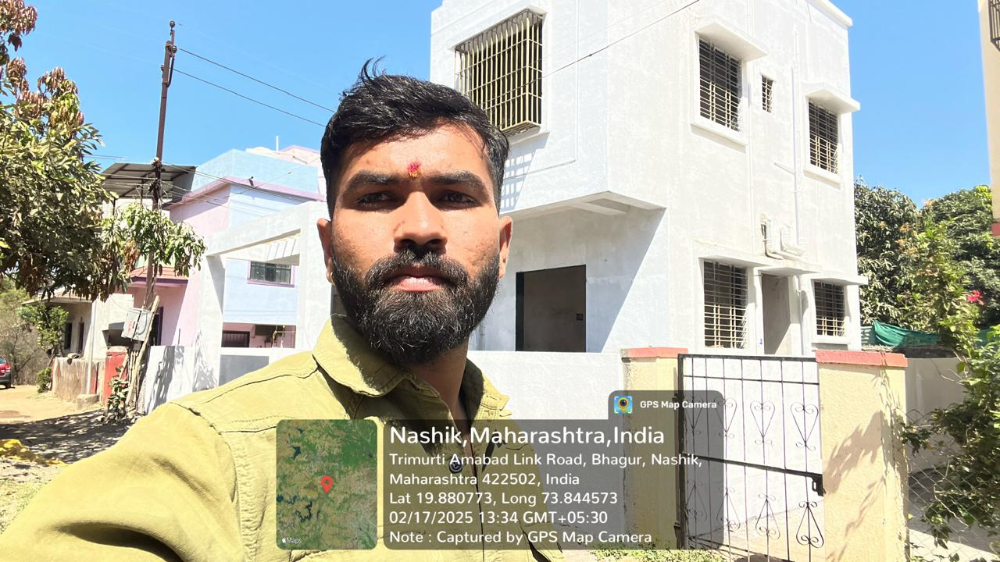 GPS Map Camera
Nashik,Maharashtra,India
Trimurti Amabad Link Road, Bhagur, Nashik,
Maharashtra 422502, India
Lat 19.880773, Long 73.844573
02/17/2025 13:34 GMT+05:30
Note : Captured by GPS Map Camera
Maps